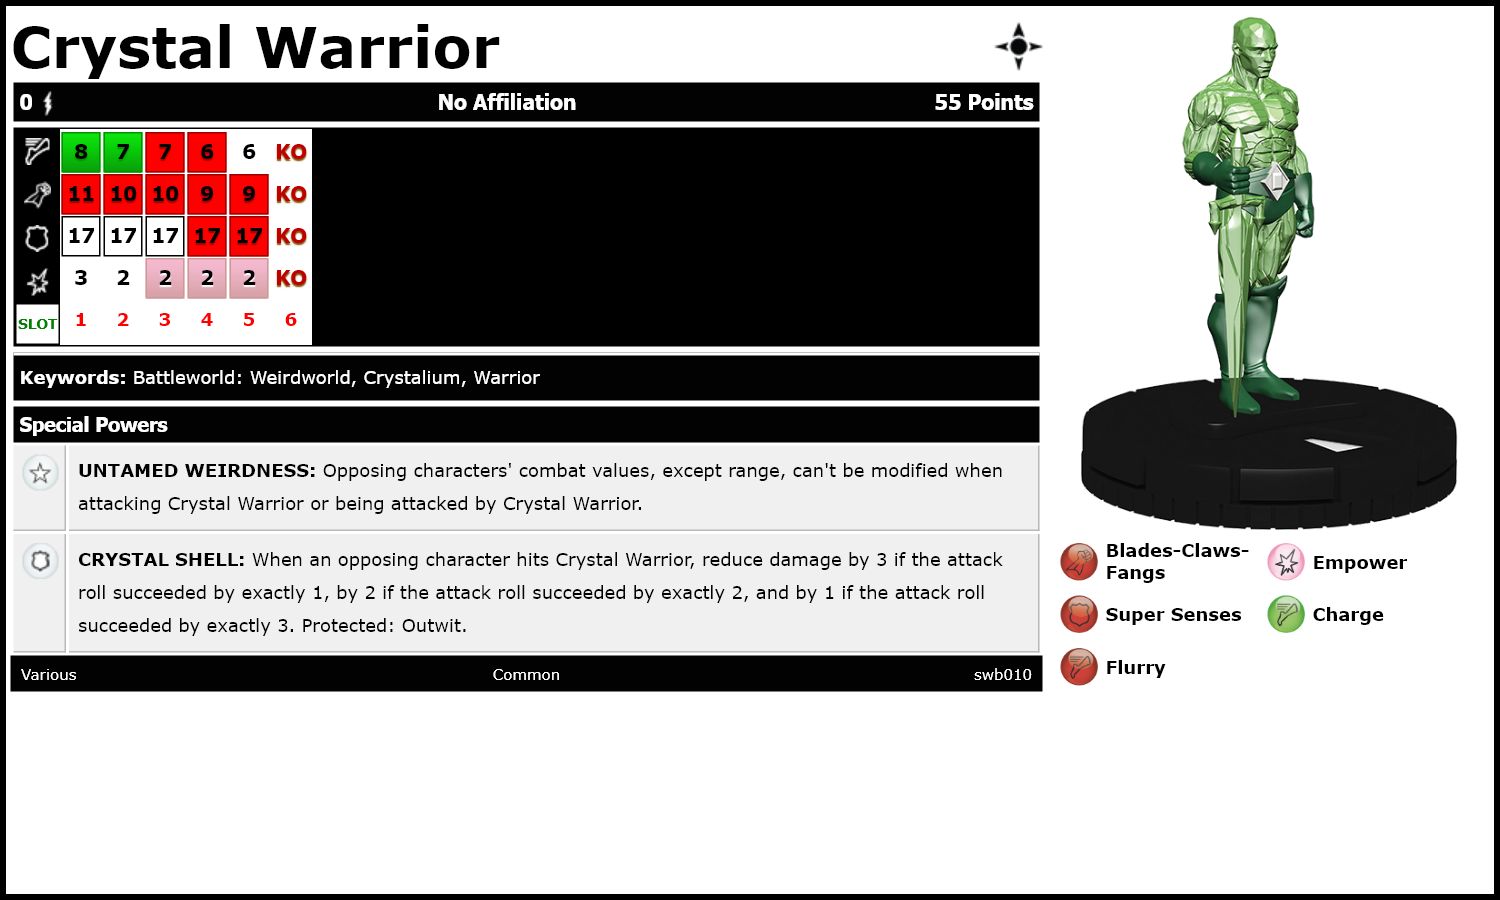 Crystal Warrior
0 No Affiliation 55 Points
8 7 7 6 6 KO
11 10 10 9 9 KO
17 17 17 17 17 KO
3 2 2 2 2 KO
SLOT 1 2 3 4 5 6
Keywords: Battleworld: Weirdworld, Crystalium, Warrior
Special Powers
UNTAMED WEIRDNESS: Opposing characters' combat values, except range, can't be modified when
attacking Crystal Warrior or being attacked by Crystal Warrior.
CRYSTAL SHELL: When an opposing character hits Crystal Warrior, reduce damage by 3 if the attack
roll succeeded by exactly 1, by 2 if the attack roll succeeded by exactly 2, and by 1 if the attack roll
succeeded by exactly 3. Protected: Outwit.
Various Common swb010
Blades-Claws-
Fangs
Empower
Super Senses
Charge
Flurry